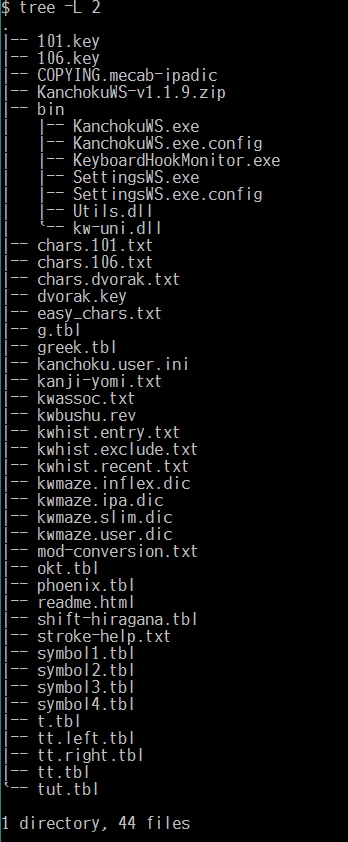 $ tree -L 2
.
|-- 101.key
|-- 106.key
|-- COPYING.mecab-ipadic
|-- KanchokuWS-v1.1.9.zip
|-- bin
|   |-- KanchokuWS.exe
|   |-- KanchokuWS.exe.config
|   |-- KeyboardHookMonitor.exe
|   |-- SettingsWS.exe
|   |-- SettingsWS.exe.config
|   |-- Utils.dll
|   `-- kw-uni.dll
|-- chars.101.txt
|-- chars.106.txt
|-- chars.dvorak.txt
|-- dvorak.key
|-- easy_chars.txt
|-- g.tbl
|-- greek.tbl
|-- kanchoku.user.ini
|-- kanji-yomi.txt
|-- kwassoc.txt
|-- kwbushu.rev
|-- kwhist.entry.txt
|-- kwhist.exclude.txt
|-- kwhist.recent.txt
|-- kwmaze.inflex.dic
|-- kwmaze.ipa.dic
|-- kwmaze.slim.dic
|-- kwmaze.user.dic
|-- mod-conversion.txt
|-- okt.tbl
|-- phoenix.tbl
|-- readme.html
|-- shift-hiragana.tbl
|-- stroke-help.txt
|-- symbol1.tbl
|-- symbol2.tbl
|-- symbol3.tbl
|-- symbol4.tbl
|-- t.tbl
|-- tt.left.tbl
|-- tt.right.tbl
|-- tt.tbl
`-- tut.tbl
1 directory, 44 files